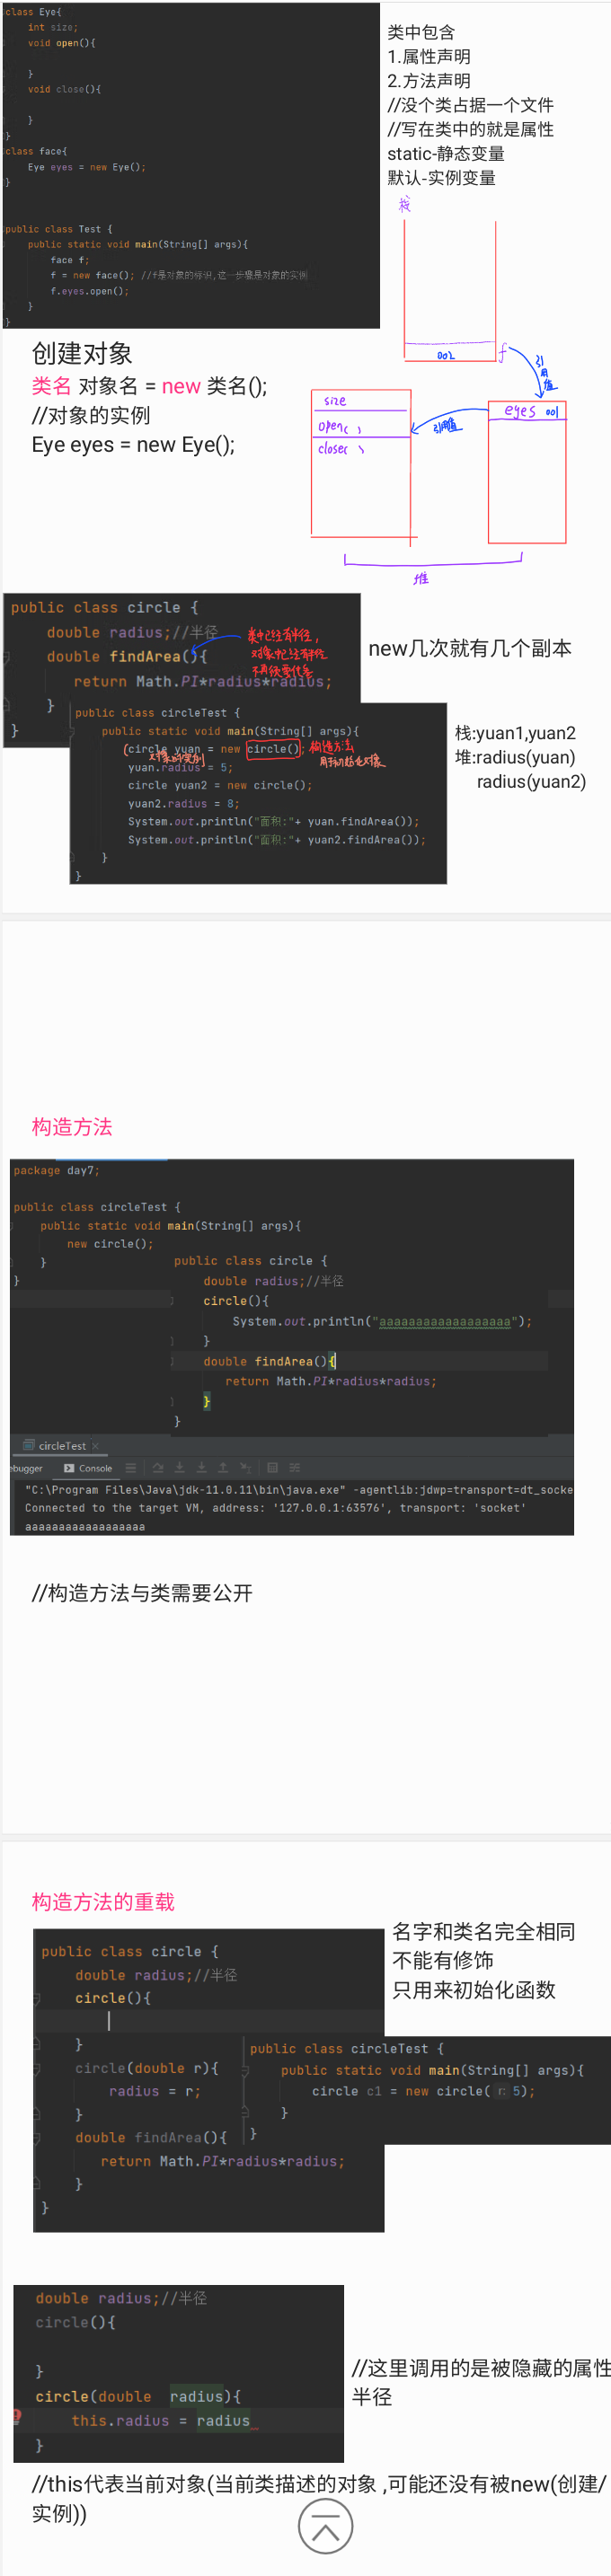 class Eye{
int size;
void open(){
}
void close(){
}
}
class face{
Eye eyes = new Eye();
}
public class Test {
public static void main(String[] args){
face f;
f = new face(); //f是对象的标识,这一步骤是对象的实例
f.eyes.open();
}
}
类中包含
1.属性声明
2.方法声明
//没个类占据一个文件
//写在类中的就是属性
static-静态变量
默认-实例变量
栈
002
f
引用值
创建对象
类名 对象名 = new 类名();
//对象的实例
Eye eyes = new Eye();
size
open( )
close( )
引用值
eyes 001
堆
public class circle {
double radius;//半径
double findArea(){
return Math.PI*radius*radius;
}
}
类中已经有半径,
对象中已经有半径
不再须要传参
new几次就有几个副本
public class circleTest {
public static void main(String[] args){
circle yuan = new circle();
构造方法
对象的实例
用于初始化对象
yuan.radius = 5;
circle yuan2 = new circle();
yuan2.radius = 8;
System.out.println("面积:"+ yuan.findArea());
System.out.println("面积:"+ yuan2.findArea());
}
}
栈:yuan1,yuan2
堆:radius(yuan)
radius(yuan2)
构造方法
package day7;
public class circleTest {
public static void main(String[] args){
new circle();
}
}
public class circle {
double radius;//半径
circle(){
System.out.println("aaaaaaaaaaaaaaaaaa");
}
double findArea(){
return Math.PI*radius*radius;
}
}
circleTest ×
ebugger
Console
"C:\Program Files\Java\jdk-11.0.11\bin\java.exe" -agentlib:jdwp=transport=dt_socke
Connected to the target VM, address: '127.0.0.1:63576', transport: 'socket'
aaaaaaaaaaaaaaaaaa
//构造方法与类需要公开
构造方法的重载
public class circle {
double radius;//半径
circle(){
}
circle(double r){
radius = r;
}
double findArea(){
return Math.PI*radius*radius;
}
}
名字和类名完全相同
不能有修饰
只用来初始化函数
public class circleTest {
public static void main(String[] args){
circle c1 = new circle( r: 5);
}
}
double radius;//半径
circle(){
}
circle(double radius){
this.radius = radius
}
//这里调用的是被隐藏的属性
半径
//this代表当前对象(当前类描述的对象 ,可能还没有被new(创建/
实例))